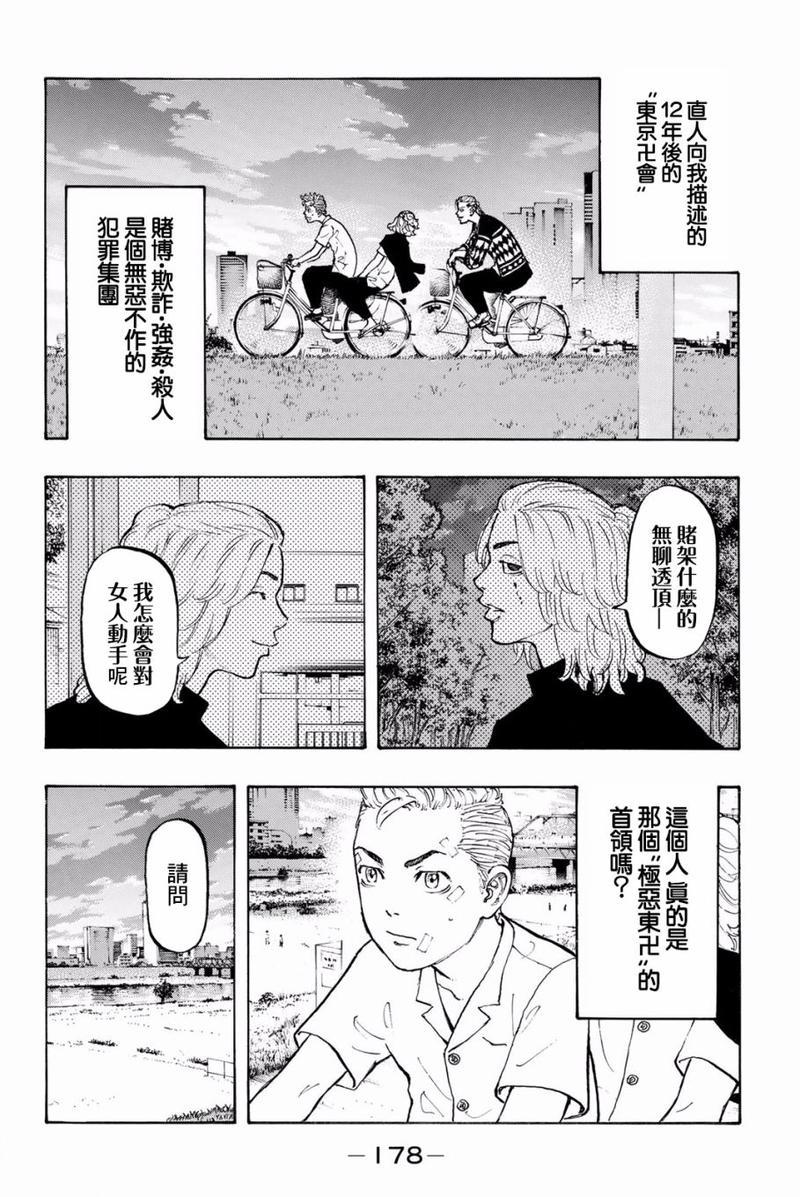 直人向我描述的
12年後的
“東京卍會”
賭博·欺詐·強姦·殺人
是個無惡不作的
犯罪集團
賭架什麼的
無聊透頂—
我怎麼會對
女人動手呢
這個人真的是
那個“極惡東卍”的
首領嗎？
請問
—178—